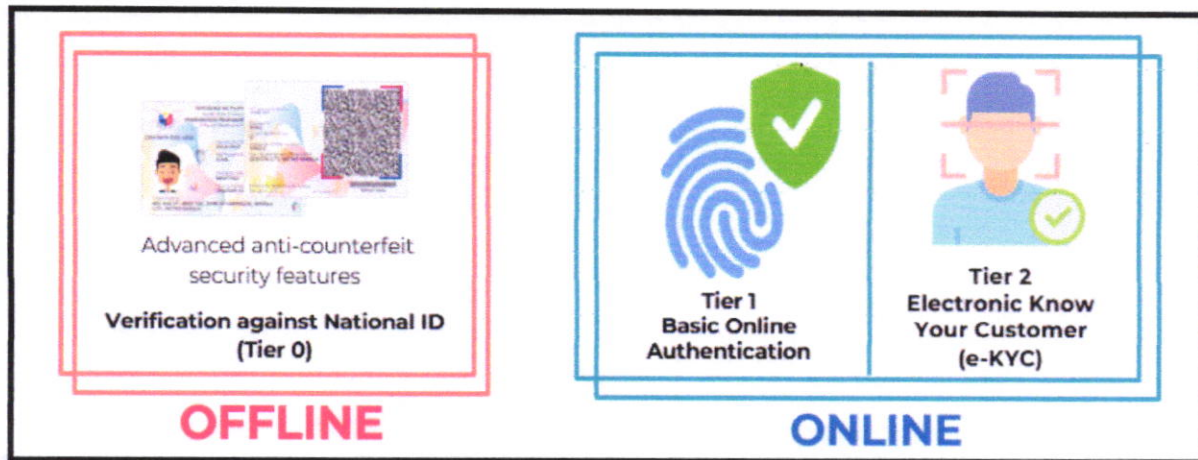 Advanced anti-counterfeit
security features
Verification against National ID
(Tier 0)
OFFLINE
Tier 1
Basic Online
Authentication
Tier 2
Electronic Know
Your Customer
(e-KYC)
ONLINE